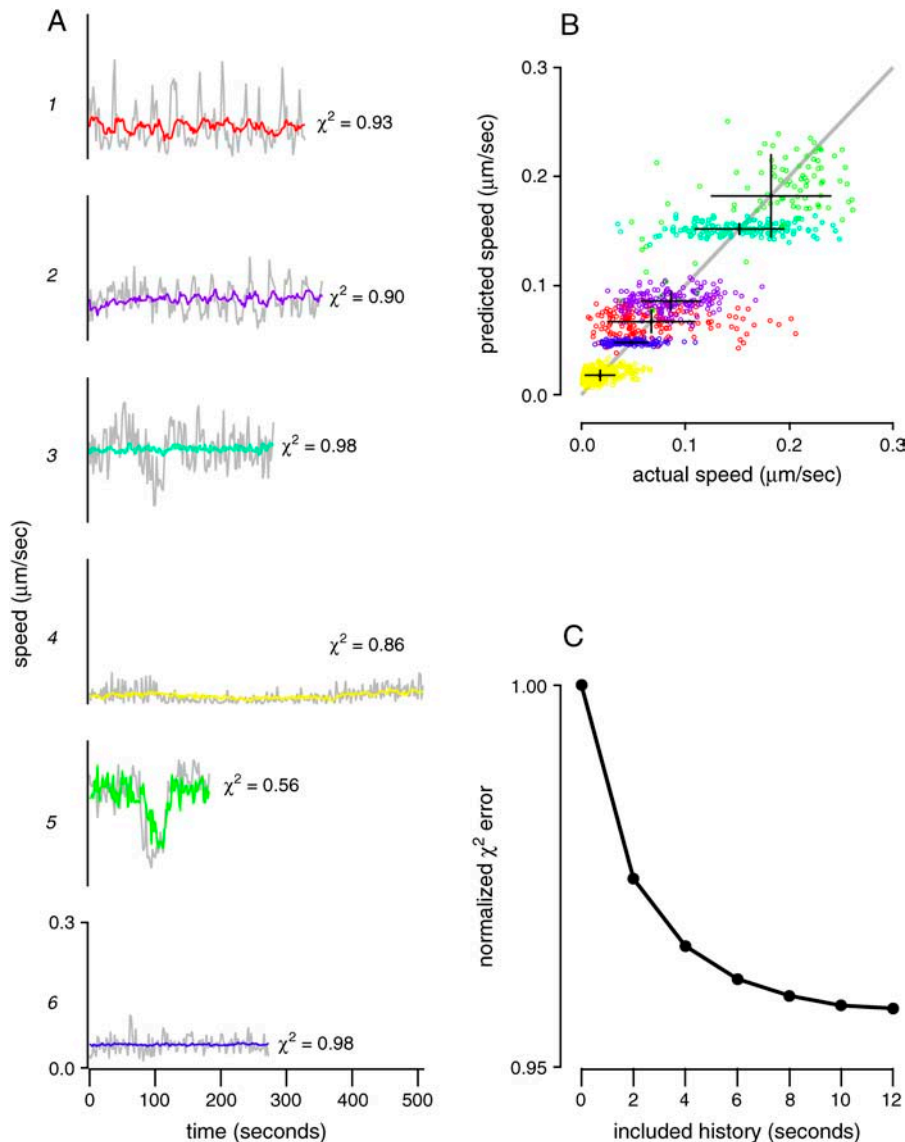 A
1
χ² = 0.93
2
χ² = 0.90
3
χ² = 0.98
4
χ² = 0.86
5
χ² = 0.56
6
χ² = 0.98
0.3
0.0
speed (μm/sec)
0 100 200 300 400 500
time (seconds)
B
0.3
0.2
0.1
0.0
predicted speed (μm/sec)
0.0 0.1 0.2 0.3
actual speed (μm/sec)
C
1.00
0.95
normalized χ² error
0 2 4 6 8 10 12
included history (seconds)